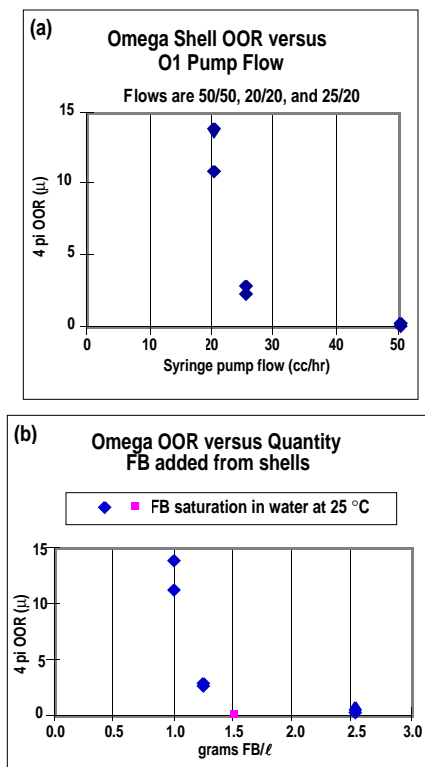 (a)
Omega Shell OOR versus
O1 Pump Flow
Flows are 50/50, 20/20, and 25/20
15
10
5
0
4 pi OOR (μ)
0 10 20 30 40 50
Syringe pump flow (cc/hr)
(b)
Omega OOR versus Quantity
FB added from shells
FB saturation in water at 25 °C
15
10
5
0
4 pi OOR (μ)
0.0 0.5 1.0 1.5 2.0 2.5 3.0
grams FB/ℓ